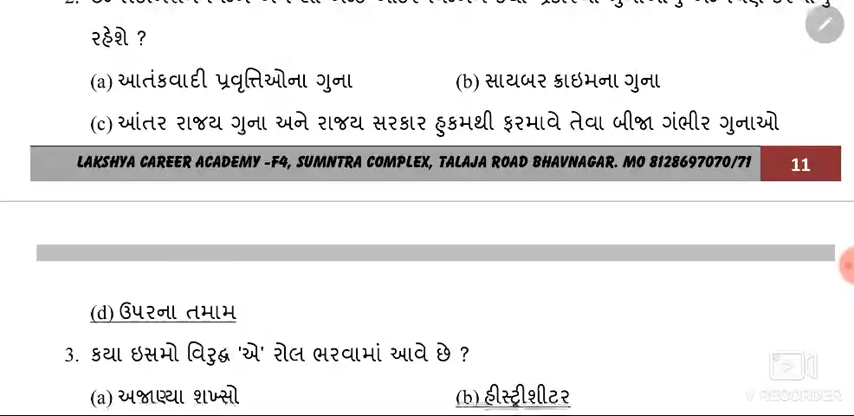 રહેશે ?
(a) આતંકવાદી પ્રવૃત્તિઓના ગુના (b) સાયબર ક્રાઇમના ગુના
(c) આંતર રાજય ગુના અને રાજય સરકાર હુકમથી ફરમાવે તેવા બીજા ગંભીર ગુનાઓ
LAKSHYA CAREER ACADEMY -F4, SUMNTRA COMPLEX, TALAJA ROAD BHAVNAGAR. MO 8128697070/71 11
(d) ઉપરના તમામ
3. કયા ઇસમો વિરુદ્ધ 'એ' રોલ ભરવામાં આવે છે ?
(a) અજાણ્યા શખ્સો (b) હીસ્ટ્રીશીટર
V RECORDER